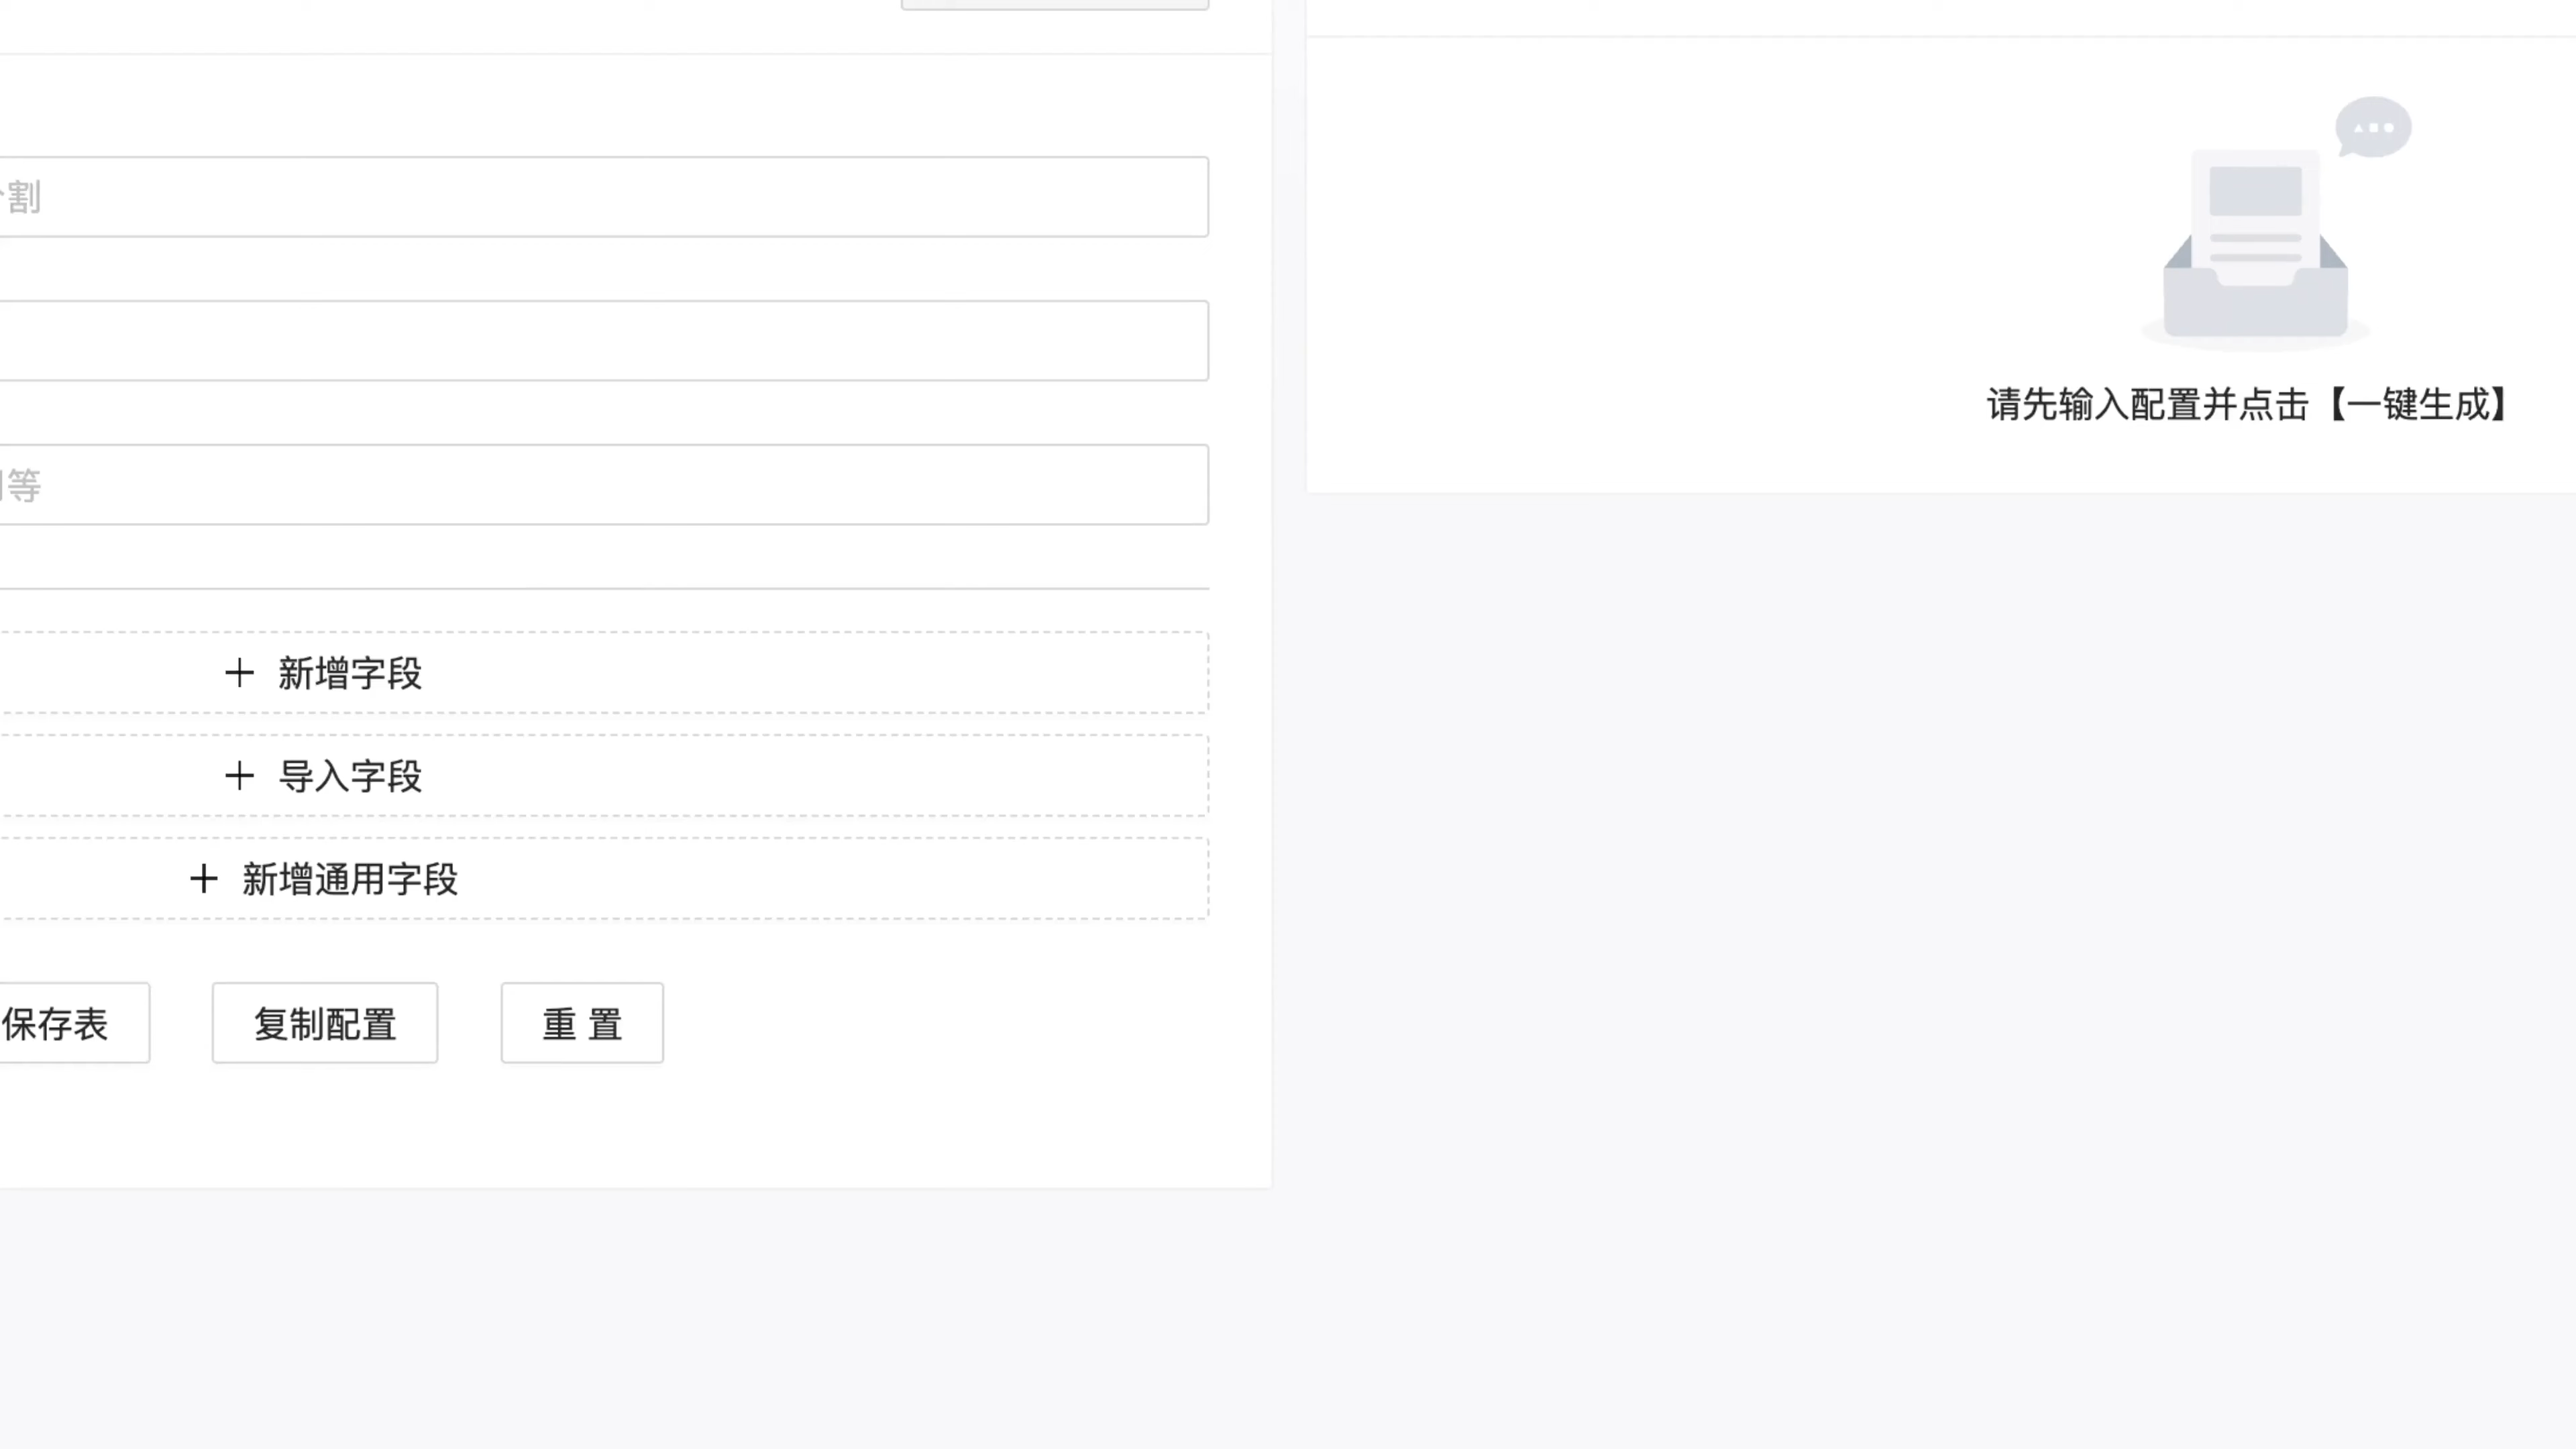 割
等
新增字段
导入字段
新增通用字段
保存表
复制配置
重 置
请先输入配置并点击【一键生成】